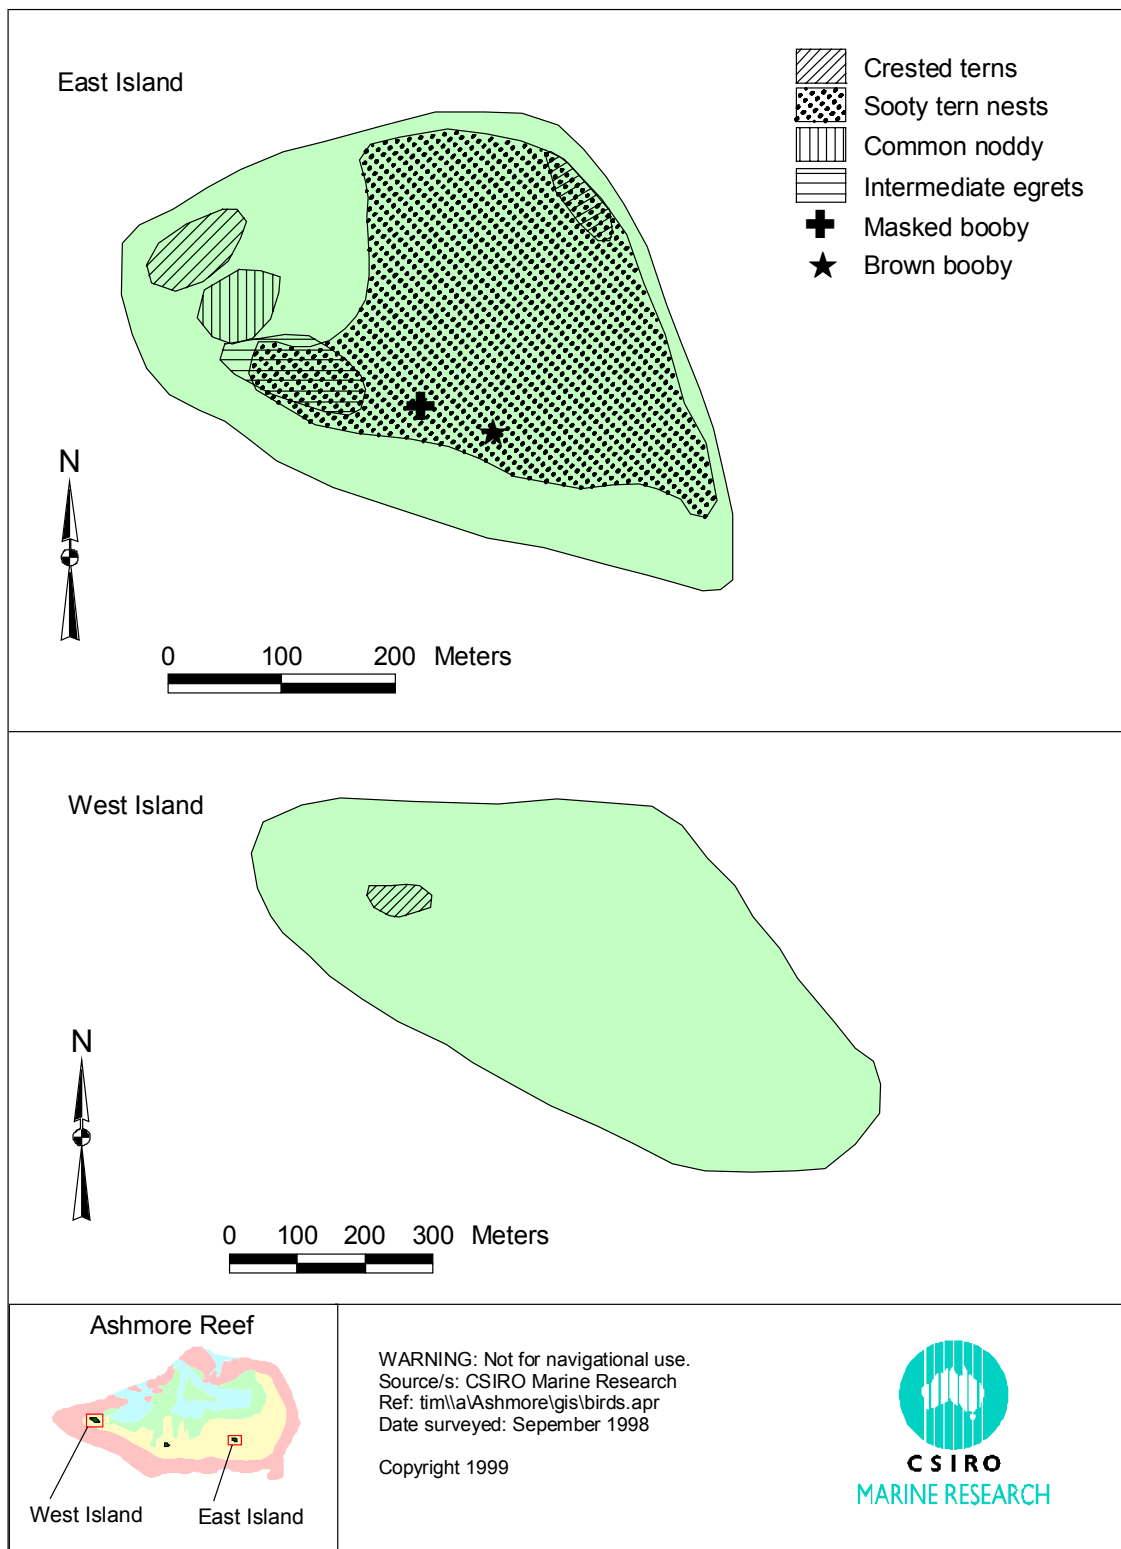 East Island
Crested terns
Sooty tern nests
Common noddy
Intermediate egrets
Masked booby
Brown booby
N
0 100 200 Meters
West Island
N
0 100 200 300 Meters
Ashmore Reef
West Island
East Island
WARNING: Not for navigational use.
Source/s: CSIRO Marine Research
Ref: tim\\a\Ashmore\gis\birds.apr
Date surveyed: Sepember 1998
Copyright 1999
CSIRO
MARINE RESEARCH